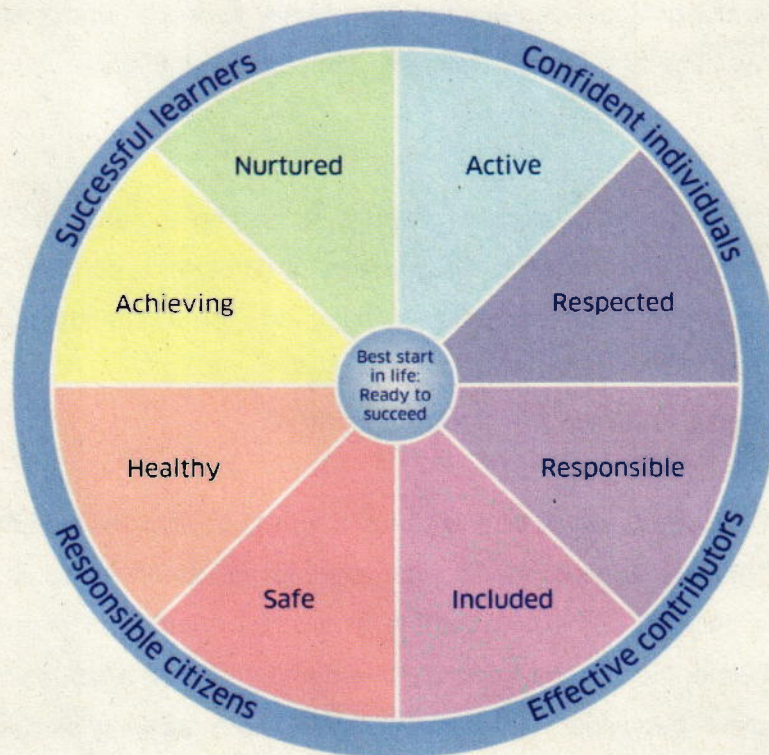 Successful learners
Confident individuals
Nurtured
Active
Achieving
Respected
Best start
in life:
Ready to
succeed
Healthy
Responsible
Safe
Included
Responsible citizens
Effective contributors